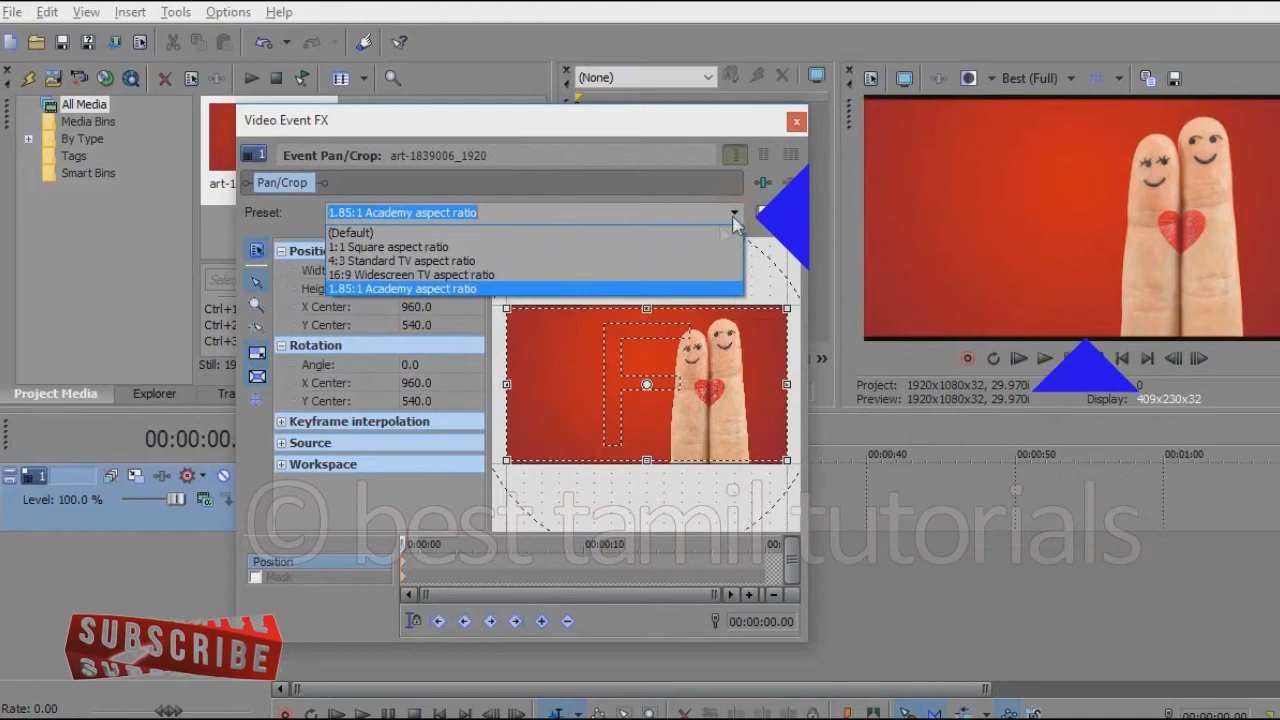 File Edit View Insert Tools Options Help
(None)
Best (Full)
All Media
Media Bins
By Type
Tags
Smart Bins
art-1
Video Event FX
1 Event Pan/Crop: art-1839006_1920
Pan/Crop
Preset: 1.85:1 Academy aspect ratio
(Default)
1:1 Square aspect ratio
4:3 Standard TV aspect ratio
16:9 Widescreen TV aspect ratio
1.85:1 Academy aspect ratio
X Center: 960.0
Y Center: 540.0
Rotation
Angle: 0.0
X Center: 960.0
Y Center: 540.0
Keyframe interpolation
Source
Workspace
Ctrl+1
Ctrl+2
Ctrl+3
Still: 19
Project Media Explorer Tra
Project: 1920x1080x32, 29.970i
Preview: 1920x1080x32, 29.970i Display: 409x230x32
00:00:00
00:00:40 00:00:50 00:01:00
1
Level: 100.0 %
© best tamil tutorials
0:00:00 00:00:10 00:
Position
Mask
00:00:00.00
SUBSCRIBE
Rate: 0.00